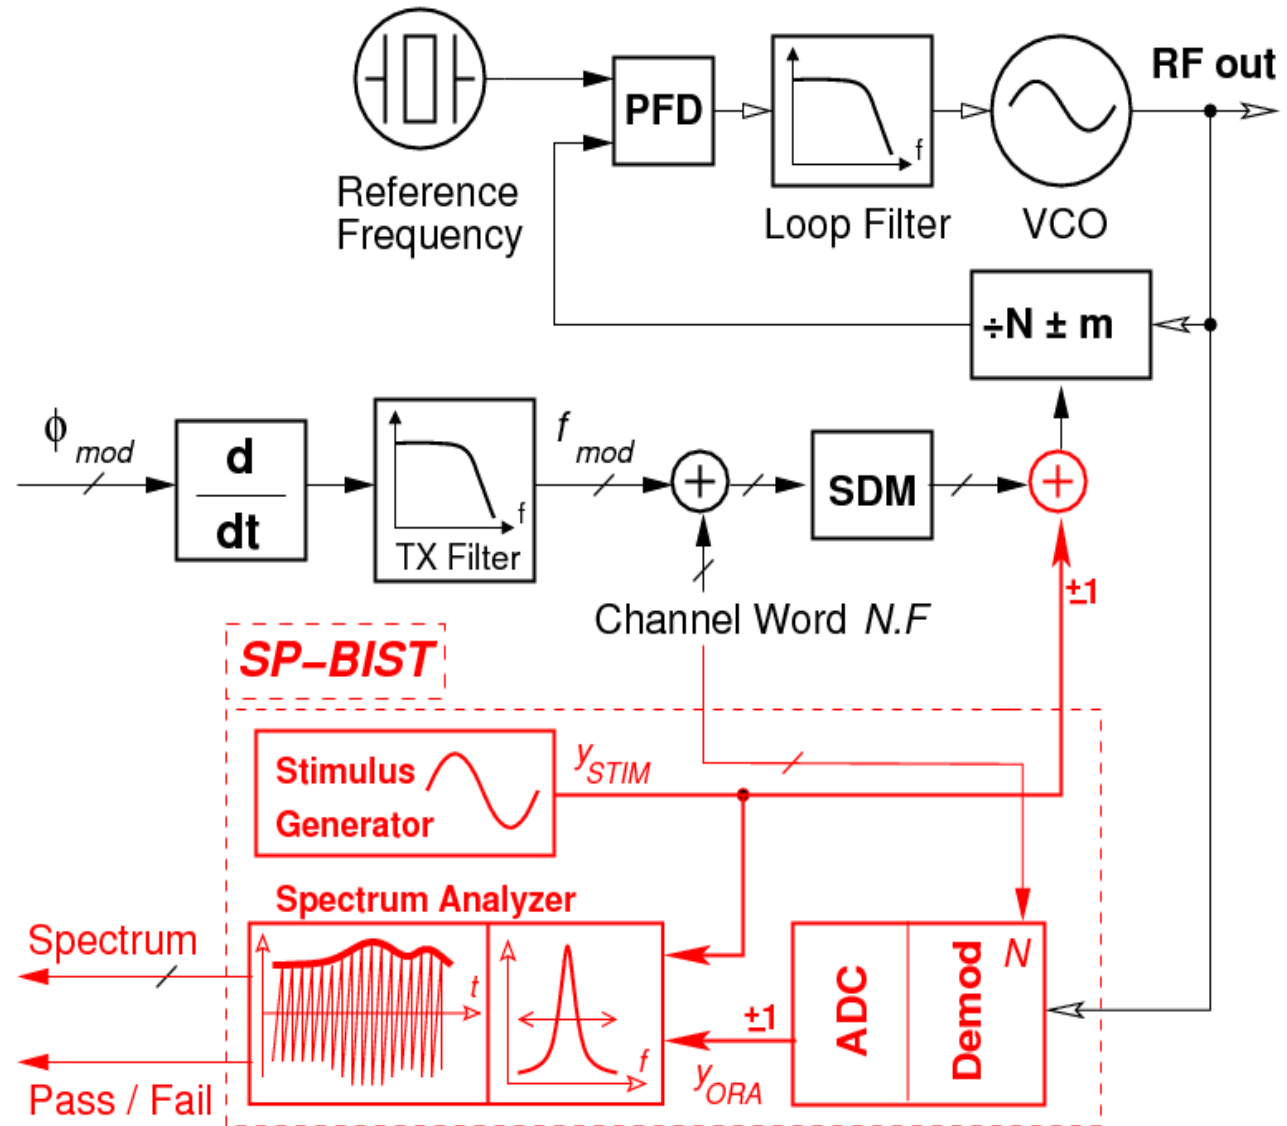 RF out
PFD
f
Reference
Frequency
Loop Filter
VCO
÷N ± m
ϕ mod
d
dt
f
TX Filter
f mod
+
SDM
+
±1
Channel Word N.F
SP–BIST
Stimulus
Generator
y STIM
Spectrum Analyzer
Spectrum
t
f
±1
y ORA
ADC
Demod
N
Pass / Fail